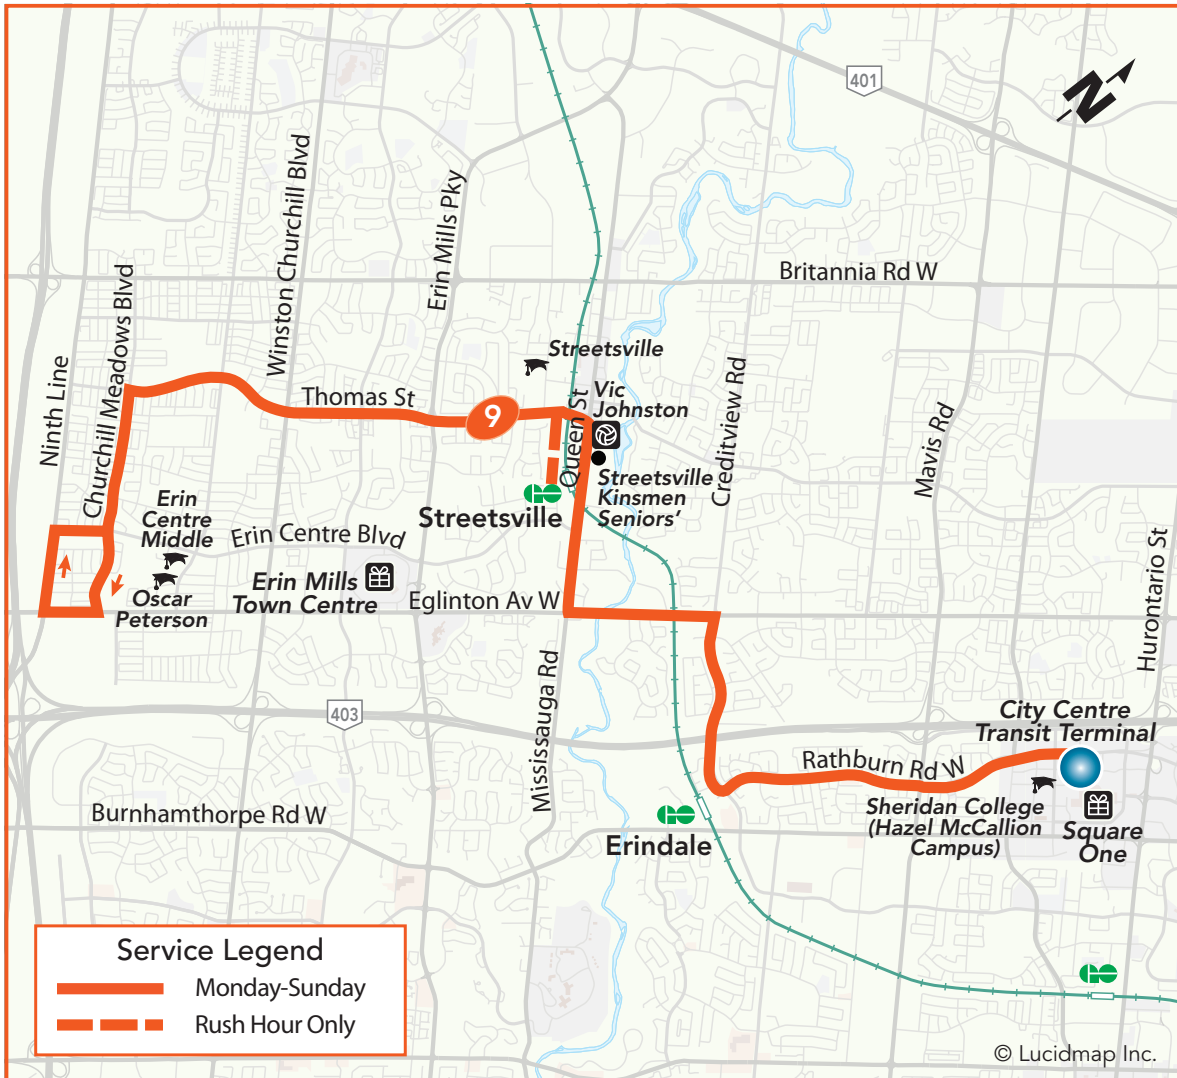 401
N
Britannia Rd W
Erin Mills Pky
Winston Churchill Blvd
Churchill Meadows Blvd
Ninth Line
Streetsville
Thomas St
9
Queen St
Vic
Johnston
Creditview Rd
Mavis Rd
Streetsville
Kinsmen
Seniors'
GO
Streetsville
Erin
Centre
Middle
Erin Centre Blvd
Oscar
Peterson
Erin Mills
Town Centre
Eglinton Av W
Hurontario St
Mississauga Rd
403
City Centre
Transit Terminal
Rathburn Rd W
Sheridan College
(Hazel McCallion
Campus)
Square
One
Burnhamthorpe Rd W
GO
Erindale
GO
Service Legend
Monday-Sunday
Rush Hour Only
© Lucidmap Inc.